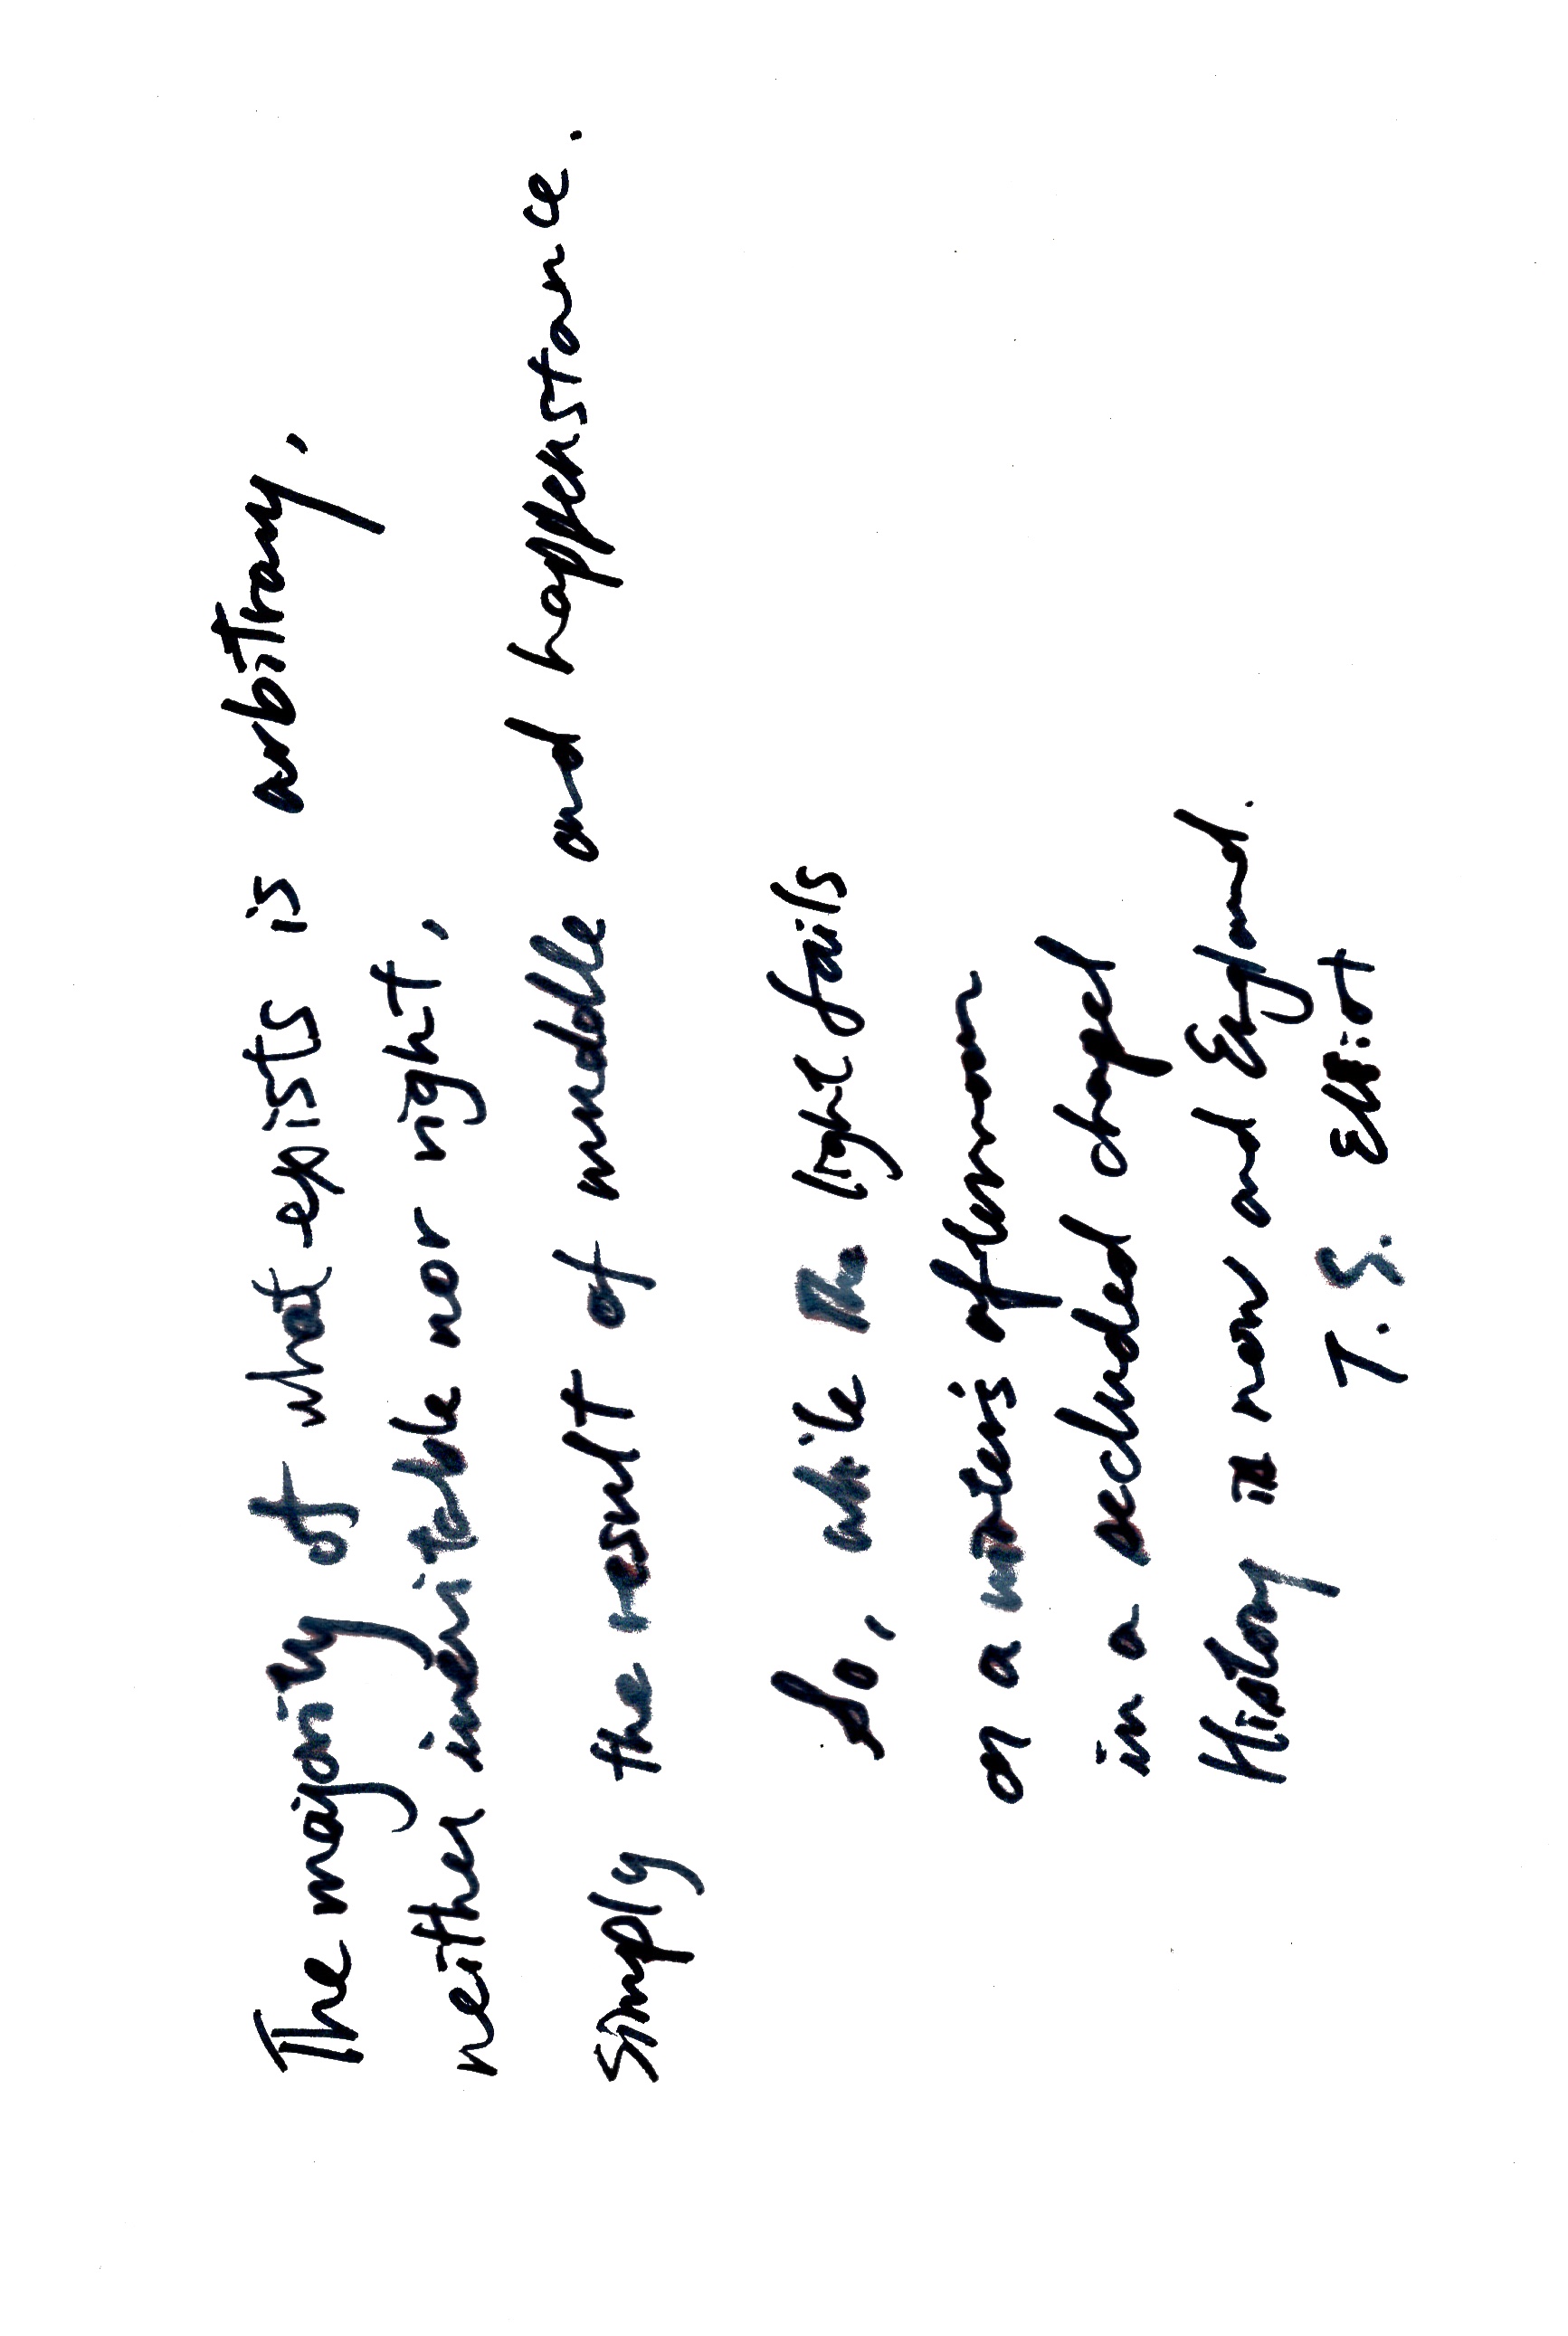 The majority of what exists is arbitrary,
neither inevitable nor right,
simply the result of muddle and happenstance.
So, while the light fails
on a winter's afternoon
in a secluded chapel
History is now and England.
T. S. Eliot